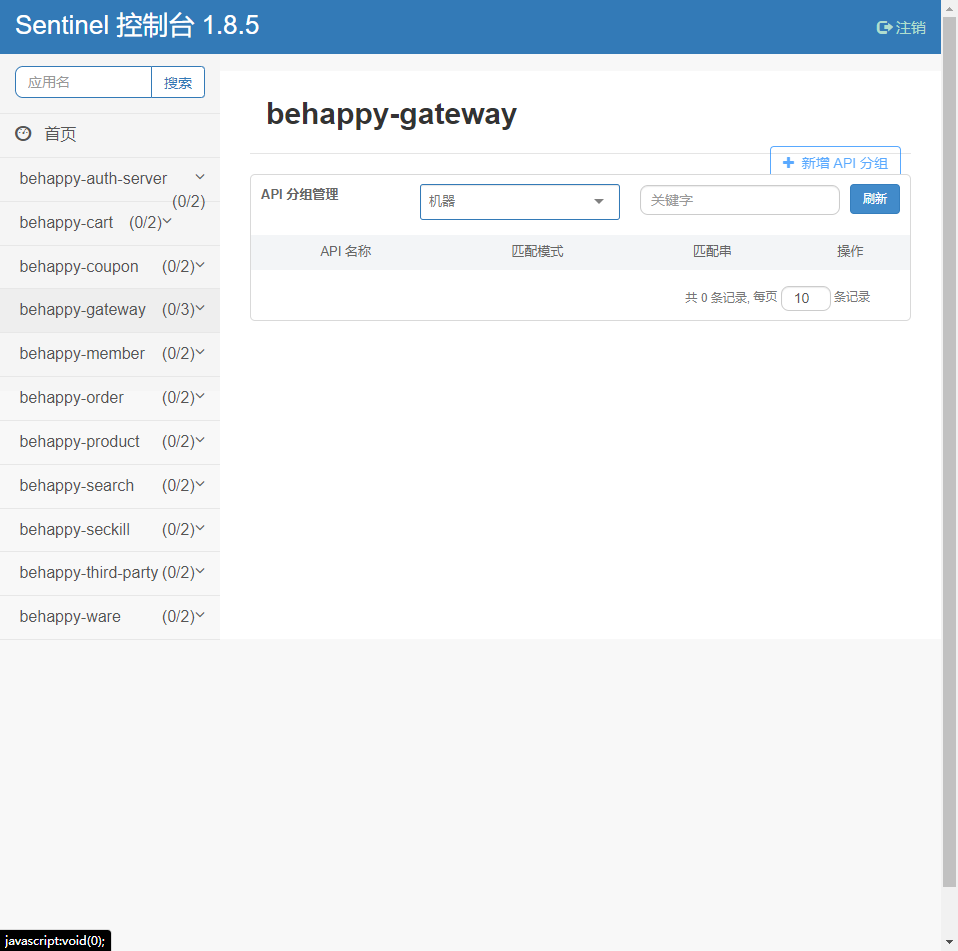 Sentinel 控制台 1.8.5
注销
应用名
搜索
首页
behappy-auth-server
(0/2)
behappy-cart (0/2)
behappy-coupon (0/2)
behappy-gateway (0/3)
behappy-member (0/2)
behappy-order (0/2)
behappy-product (0/2)
behappy-search (0/2)
behappy-seckill (0/2)
behappy-third-party (0/2)
behappy-ware (0/2)
behappy-gateway
新增 API 分组
API 分组管理
机器
关键字
刷新
API 名称 匹配模式 匹配串 操作
共 0 条记录, 每页 10 条记录
javascript:void(0);